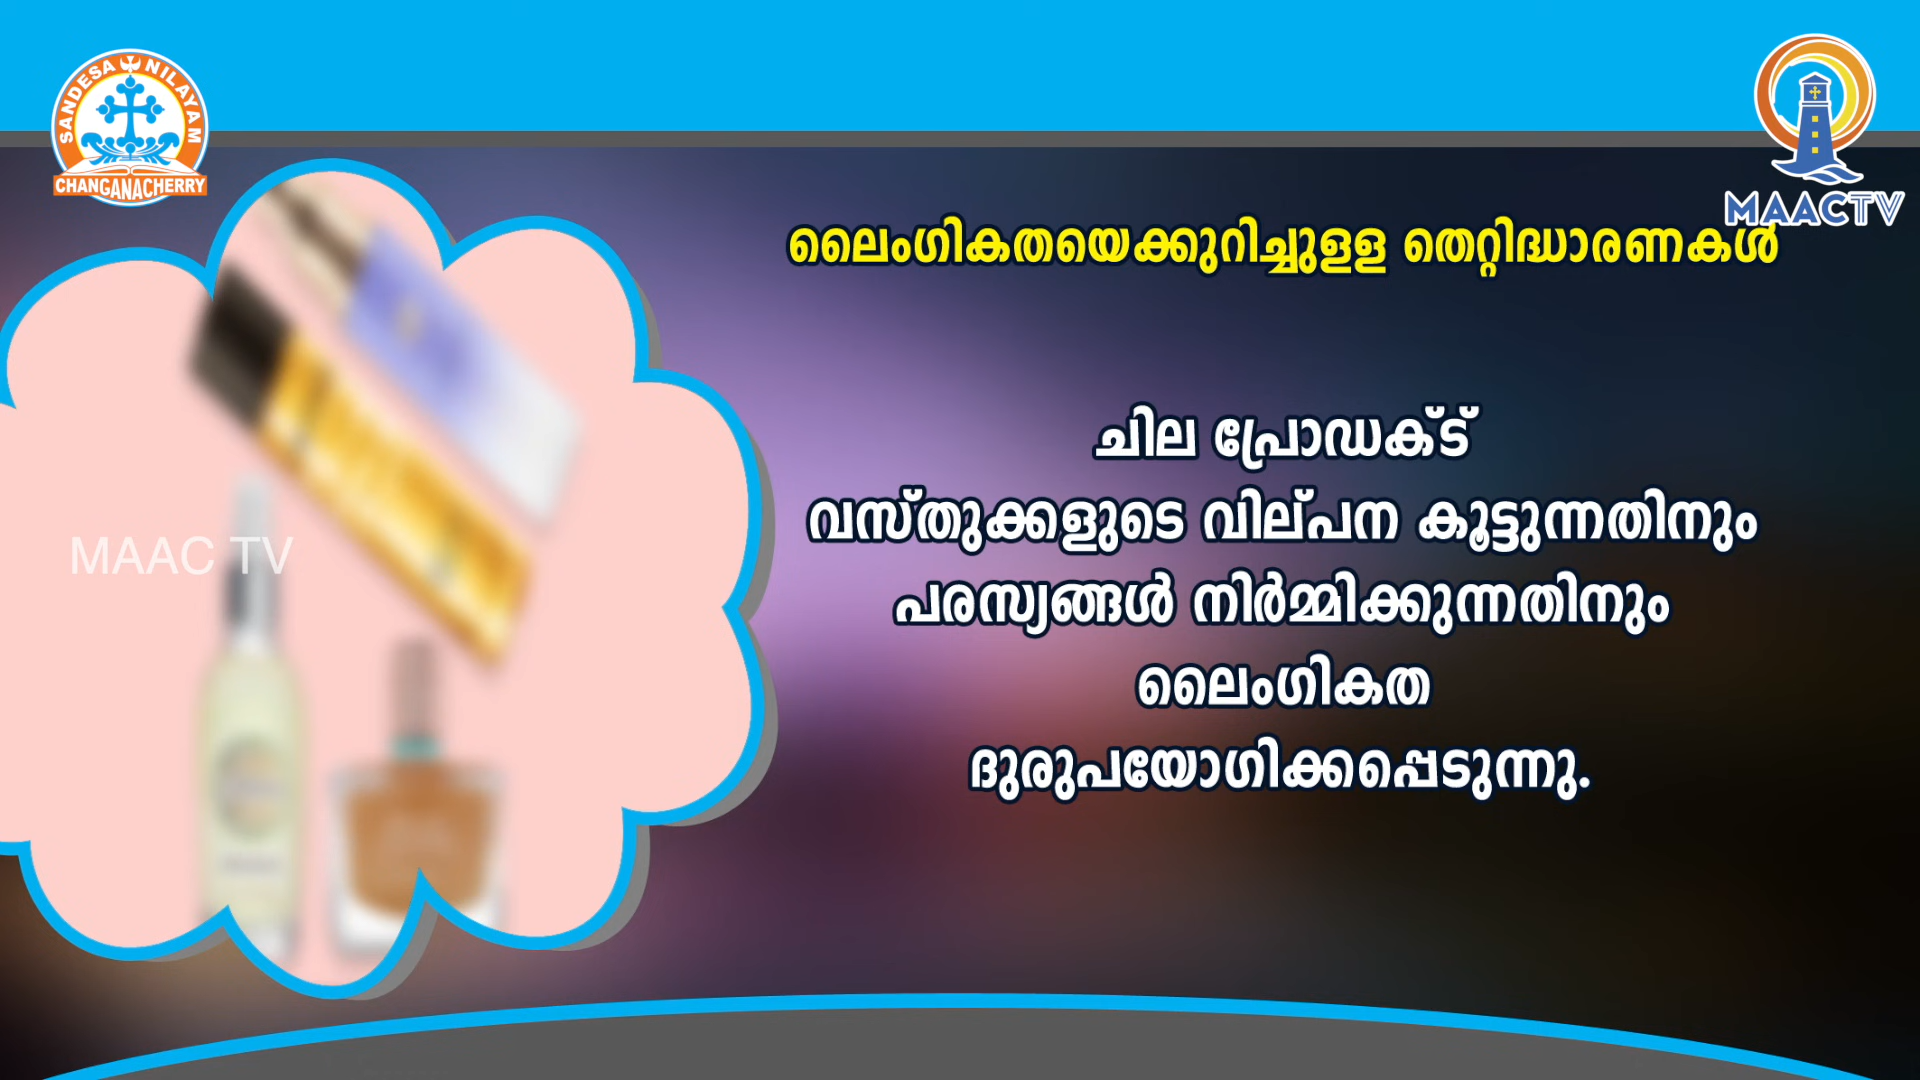 SANDESA NILAYAM
CHANGANACHERRY
MAACTV
ലൈംഗികതയെക്കുറിച്ചുളള തെറ്റിദ്ധാരണകൾ
ചില പ്രോഡക്ട്
വസ്തുക്കളുടെ വില്പന കൂട്ടുന്നതിനും
പരസ്യങ്ങൾ നിർമ്മിക്കുന്നതിനും
ലൈംഗികത
ദുരുപയോഗിക്കപ്പെടുന്നു.
MAAC TV